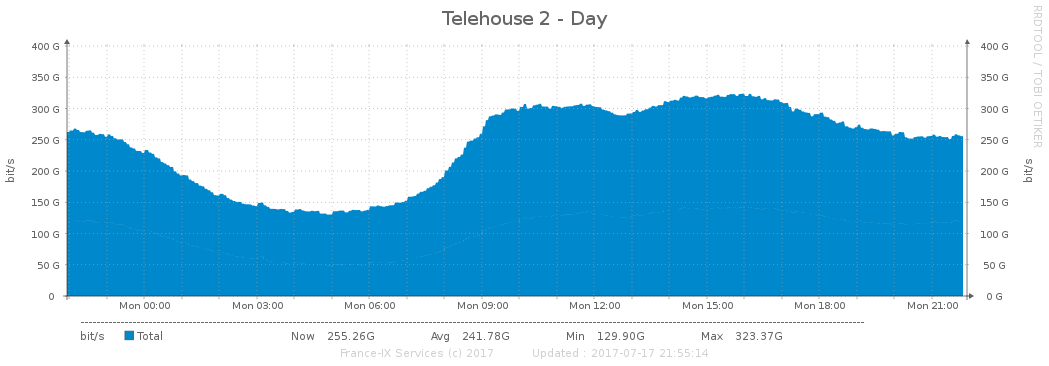 Telehouse 2 - Day
RRDTOOL / TOBI OETIKER
400 G 400 G
350 G 350 G
300 G 300 G
250 G 250 G
200 G 200 G
150 G 150 G
100 G 100 G
50 G 50 G
0 0 G
bit/s bit/s
Mon 00:00 Mon 03:00 Mon 06:00 Mon 09:00 Mon 12:00 Mon 15:00 Mon 18:00 Mon 21:00
bit/s Total Now 255.26G Avg 241.78G Min 129.90G Max 323.37G
France-IX Services (c) 2017 Updated : 2017-07-17 21:55:14